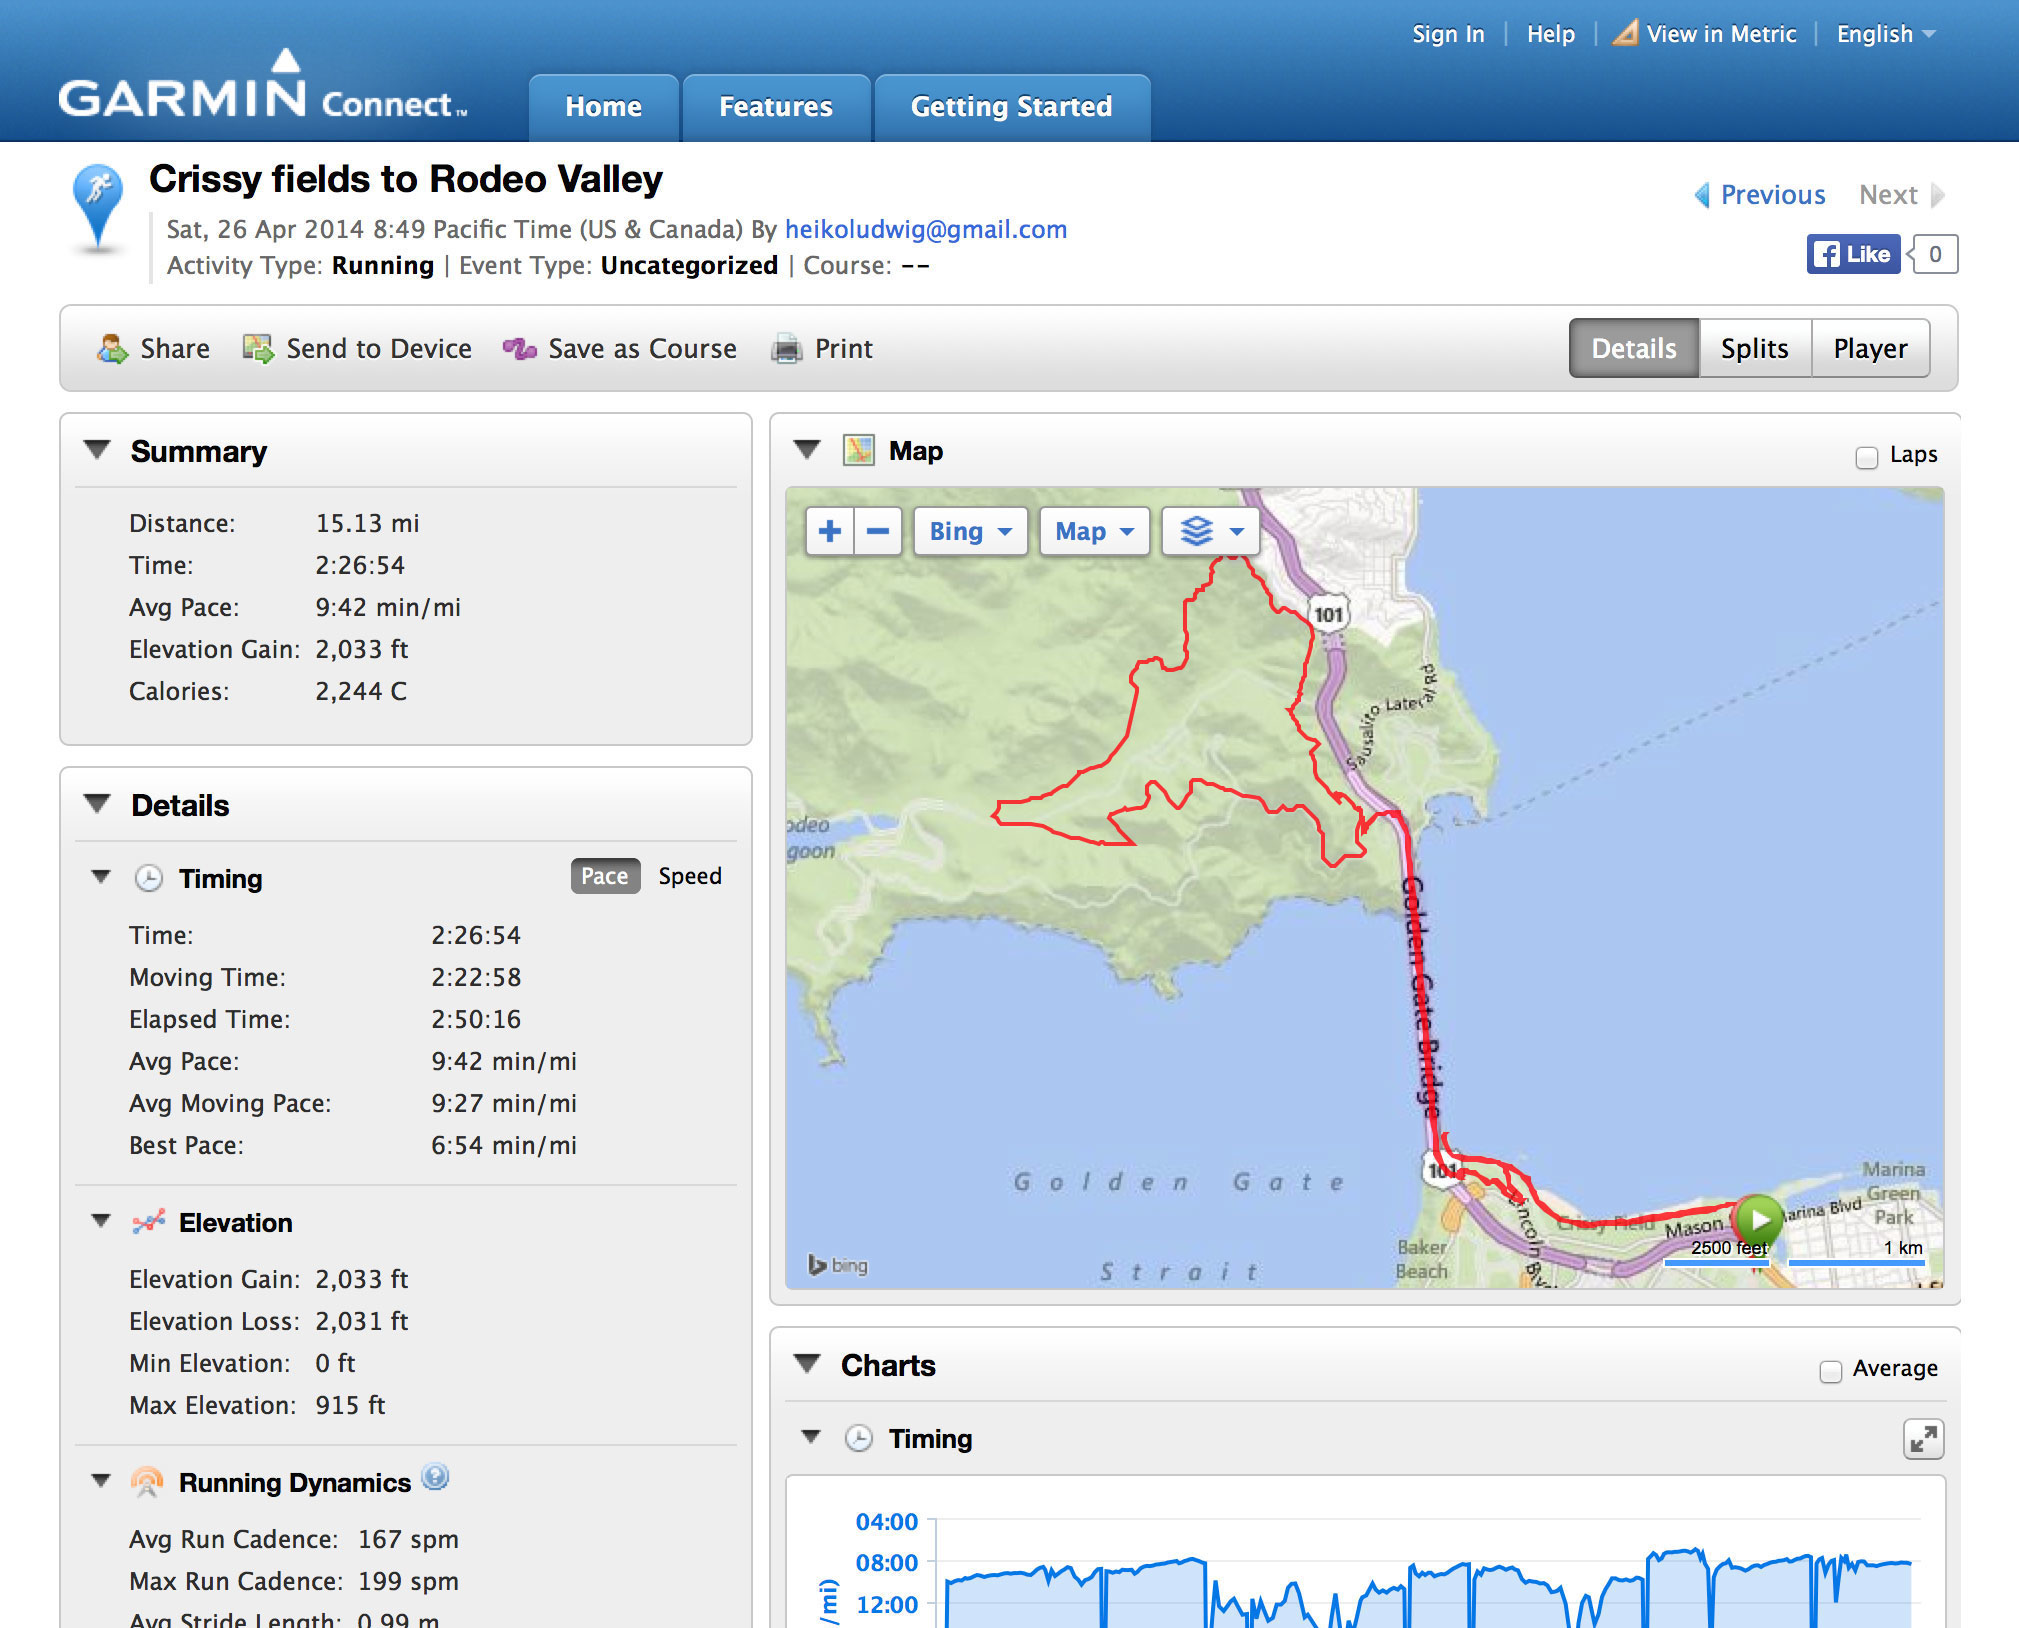 Sign In | Help | View in Metric | English
GARMIN Connect™
Home Features Getting Started
Crissy fields to Rodeo Valley
Sat, 26 Apr 2014 8:49 Pacific Time (US & Canada) By heikoludwig@gmail.com
Activity Type: Running | Event Type: Uncategorized | Course: --
Previous Next
Like 0
Share Send to Device Save as Course Print
Details Splits Player
Summary
Distance: 15.13 mi
Time: 2:26:54
Avg Pace: 9:42 min/mi
Elevation Gain: 2,033 ft
Calories: 2,244 C
Details
Timing Pace Speed
Time: 2:26:54
Moving Time: 2:22:58
Elapsed Time: 2:50:16
Avg Pace: 9:42 min/mi
Avg Moving Pace: 9:27 min/mi
Best Pace: 6:54 min/mi
Elevation
Elevation Gain: 2,033 ft
Elevation Loss: 2,031 ft
Min Elevation: 0 ft
Max Elevation: 915 ft
Running Dynamics ?
Avg Run Cadence: 167 spm
Max Run Cadence: 199 spm
Avg Stride Length: 0.99 m
Map Laps
+ − Bing Map
101
Sausalito Lateral Rd
odeo
goon
Golden Gate Bridge
101
Golden Gate
Strait
Baker
Beach
Lincoln Blvd
Crissy Field
Mason
arina Blvd
Marina
Green
Park
2500 feet 1 km
bing
Charts Average
Timing
04:00
08:00
12:00
/mi)